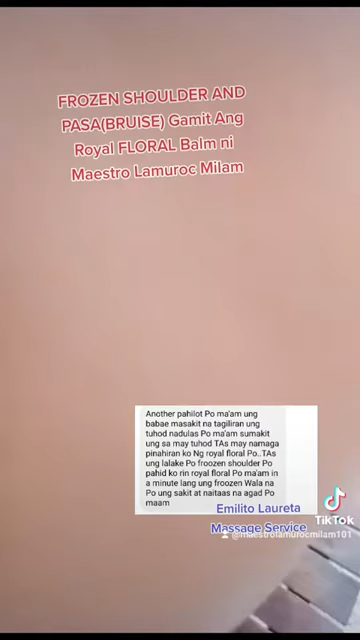 FROZEN SHOULDER AND
PASA(BRUISE) Gamit Ang
Royal FLORAL Balm ni
Maestro Lamuroc Milam
Another pahilot Po ma'am ung
babae masakit na tagiliran ung
tuhod nadulas Po ma'am sumakit
ung sa may tuhod TAs may namaga
pinahiran ko Ng royal floral Po..TAs
ung lalake Po froozen shoulder Po
pahid ko rin royal floral Po ma'am in
a minute lang ung froozen Wala na
Po ung sakit at naitaas na agad Po
maam
Emilito Laureta
Massage Service
TikTok
@maestrolamurocmilam101